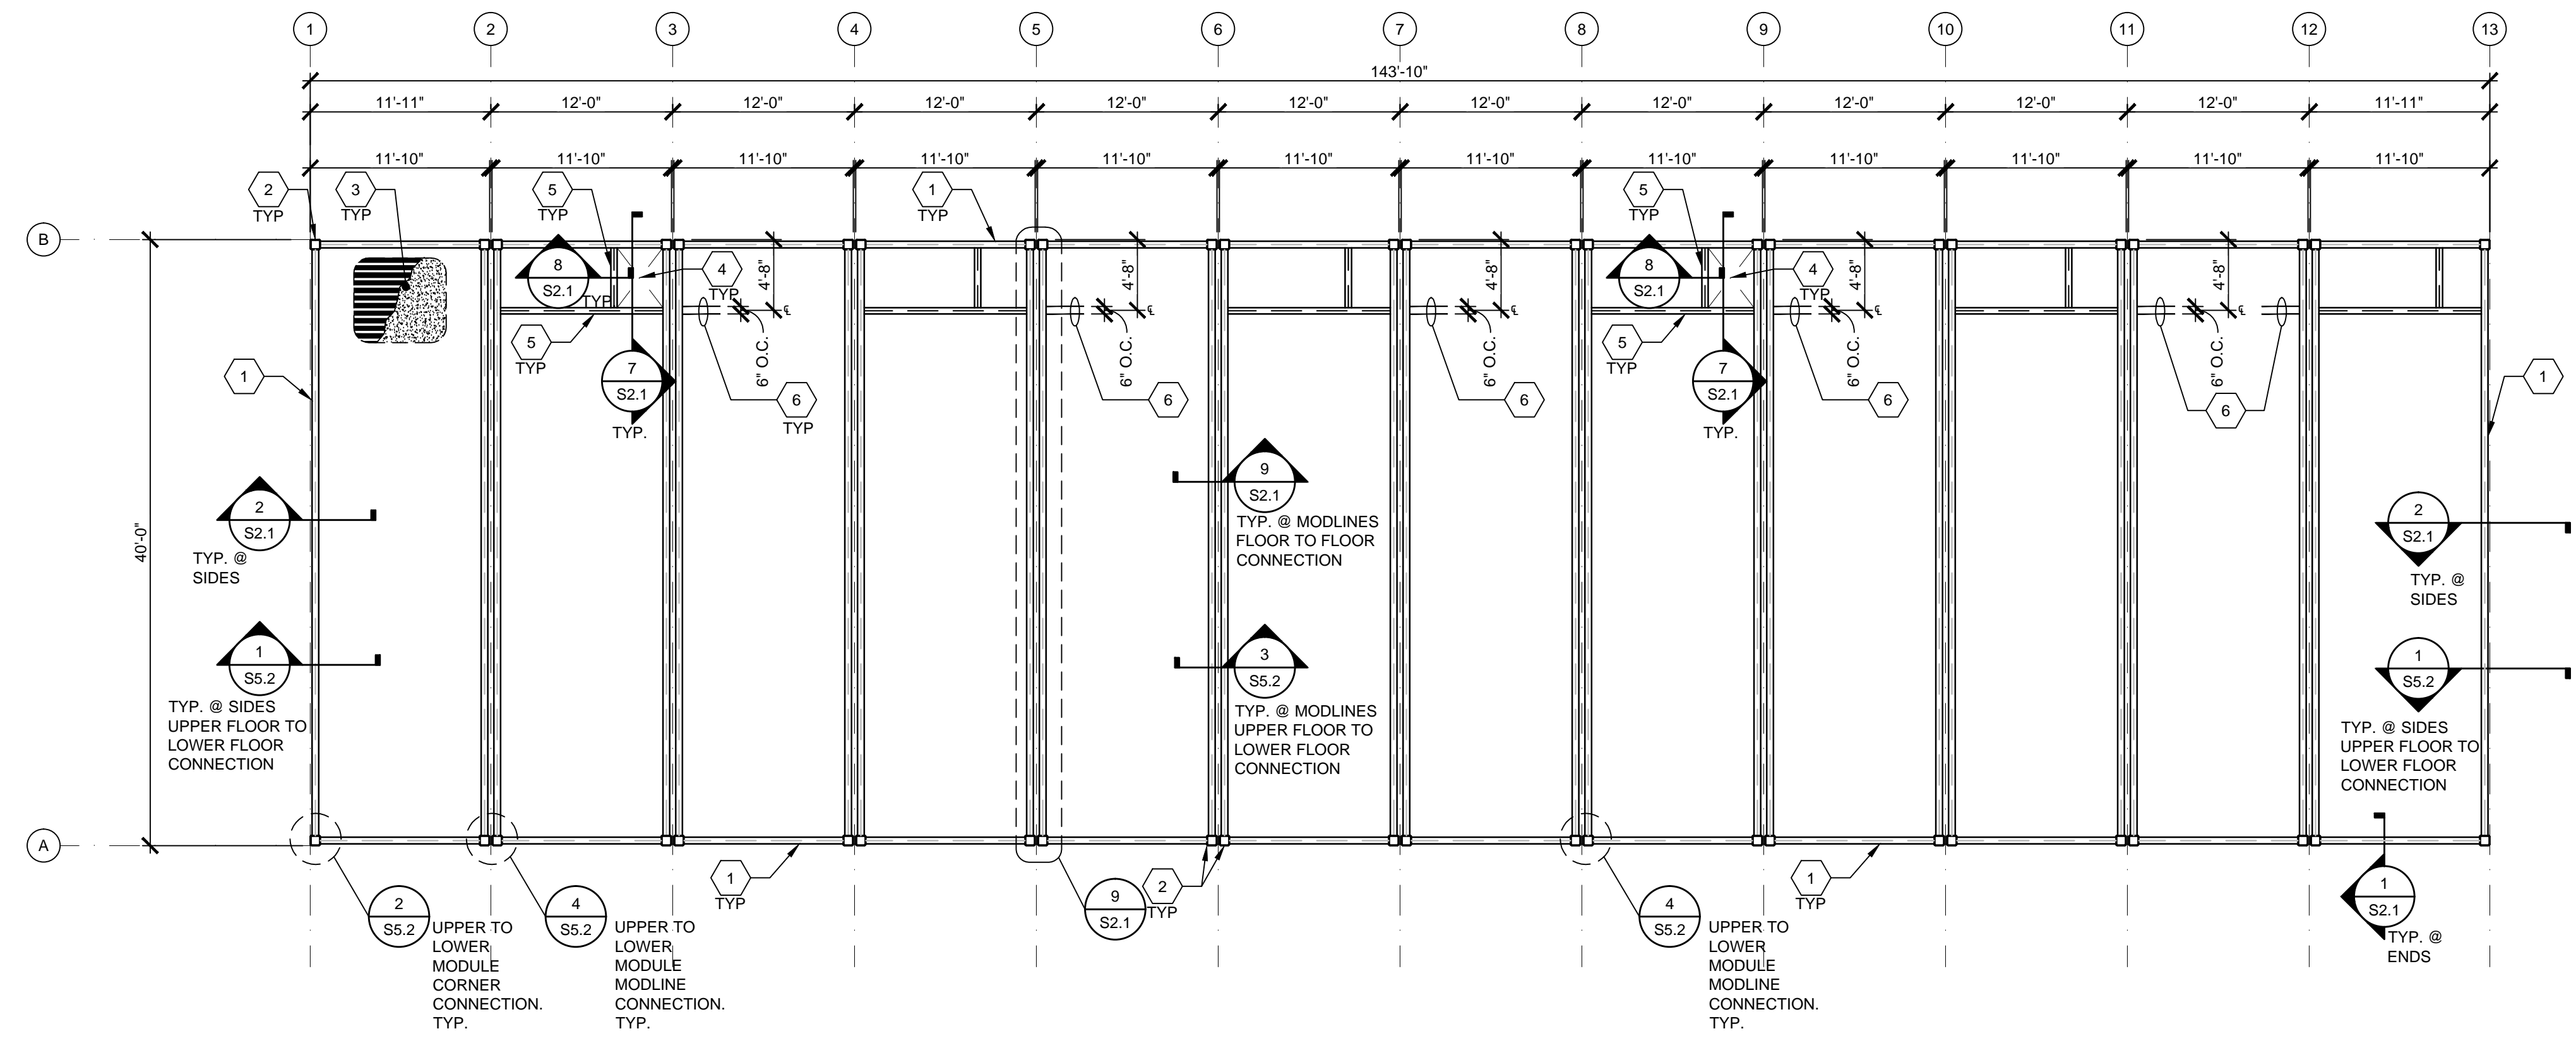 1 2 3 4 5 6 7 8 9 10 11 12 13
143'-10"
11'-11" 12'-0" 12'-0" 12'-0" 12'-0" 12'-0" 12'-0" 12'-0" 12'-0" 12'-0" 12'-0" 11'-11"
11'-10" 11'-10" 11'-10" 11'-10" 11'-10" 11'-10" 11'-10" 11'-10" 11'-10" 11'-10" 11'-10" 11'-10"
2
TYP
3
5
TYP
1
TYP
5
TYP
B
8
S2.1
TYP
4
TYP
4'-8"
℄
4'-8"
℄
4'-8"
℄
8
S2.1
4
TYP
4'-8"
℄
4'-8"
℄
5
TYP
6" O.C.
6" O.C.
6" O.C.
5
TYP
6" O.C.
6" O.C.
1
7
S2.1
TYP.
6
TYP
6
6
7
S2.1
TYP.
6
6
1
40'-0"
2
S2.1
TYP. @
SIDES
9
S2.1
TYP. @ MODLINES
FLOOR TO FLOOR
CONNECTION
2
S2.1
TYP. @
SIDES
1
S5.2
TYP. @ SIDES
UPPER FLOOR TO
LOWER FLOOR
CONNECTION
3
S5.2
TYP. @ MODLINES
UPPER FLOOR TO
LOWER FLOOR
CONNECTION
1
S5.2
TYP. @ SIDES
UPPER FLOOR TO
LOWER FLOOR
CONNECTION
A
2
S5.2
UPPER TO
LOWER
MODULE
CORNER
CONNECTION.
TYP.
4
S5.2
UPPER TO
LOWER
MODULE
MODLINE
CONNECTION.
TYP.
1
TYP
9
S2.1
2
TYP
4
S5.2
UPPER TO
LOWER
MODULE
MODLINE
CONNECTION.
TYP.
1
TYP
1
S2.1
TYP. @
ENDS